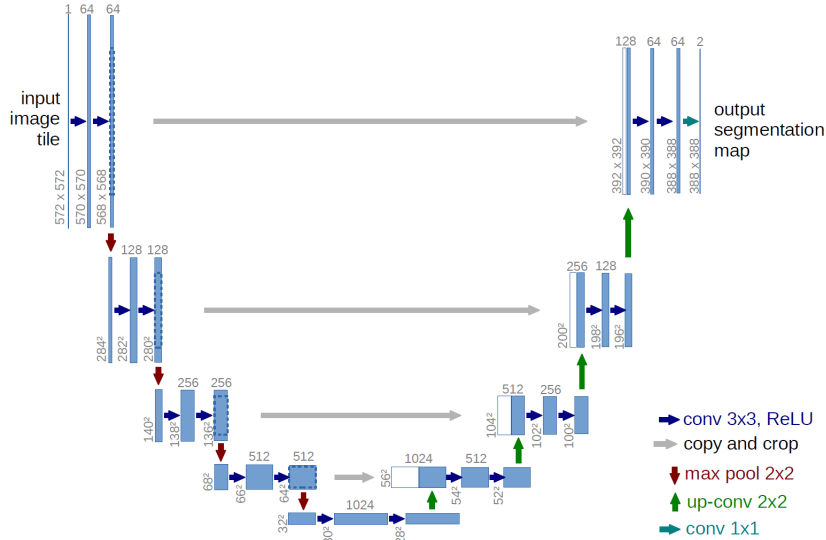 1 64 64
128 64 64 2
input
image
tile
output
segmentation
map
572 x 572
570 x 570
568 x 568
392 x 392
390 x 390
388 x 388
388 x 388
128 128
256 128
284²
282²
280²
200²
198²
196²
256 256
512 256
140²
138²
136²
104²
102²
100²
512 512
1024 512
68²
66²
64²
56²
54²
52²
1024
32²
30²
28²
conv 3x3, ReLU
copy and crop
max pool 2x2
up-conv 2x2
conv 1x1